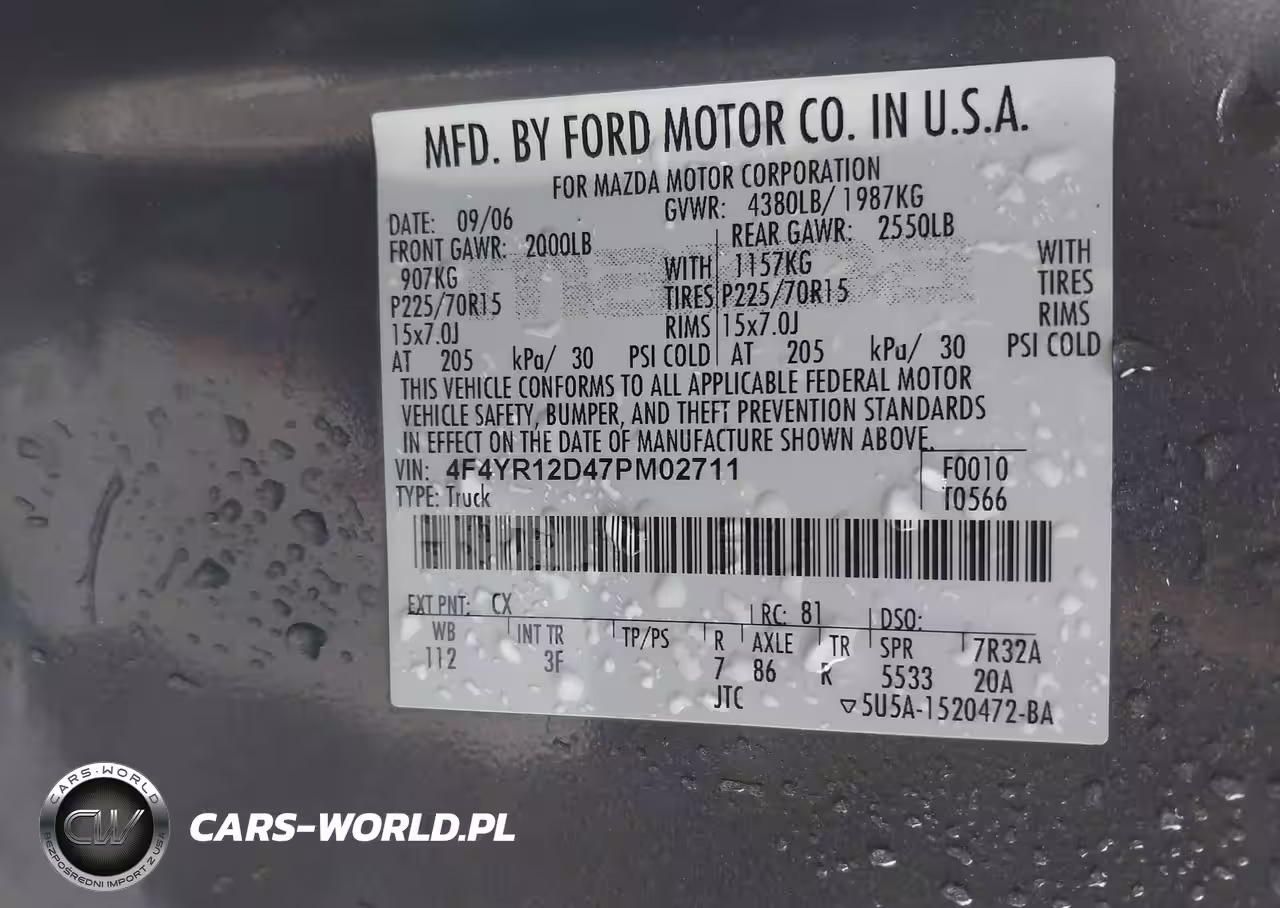 MFD. BY FORD MOTOR CO. IN U.S.A.
FOR MAZDA MOTOR CORPORATION
DATE: 09/06 GVWR: 4380LB/ 1987KG
FRONT GAWR: 2000LB REAR GAWR: 2550LB
907KG WITH 1157KG WITH
P225/70R15 TIRES P225/70R15 TIRES
15x7.0J RIMS 15x7.0J RIMS
AT 205 kPa/ 30 PSI COLD AT 205 kPa/ 30 PSI COLD
THIS VEHICLE CONFORMS TO ALL APPLICABLE FEDERAL MOTOR
VEHICLE SAFETY, BUMPER, AND THEFT PREVENTION STANDARDS
IN EFFECT ON THE DATE OF MANUFACTURE SHOWN ABOVE.
VIN: 4F4YR12D47PM02711 F0010
TYPE: Truck T0566
EXT PNT: CX RC: 81 DSO:
WB INT TR TP/PS R AXLE TR SPR 7R32A
112 3F 7 86 R 5533 20A
JTC ▽5U5A-1520472-BA
mazda
CARS-WORLD
CW
BEZPOŚREDNI IMPORT Z USA
CARS-WORLD.PL